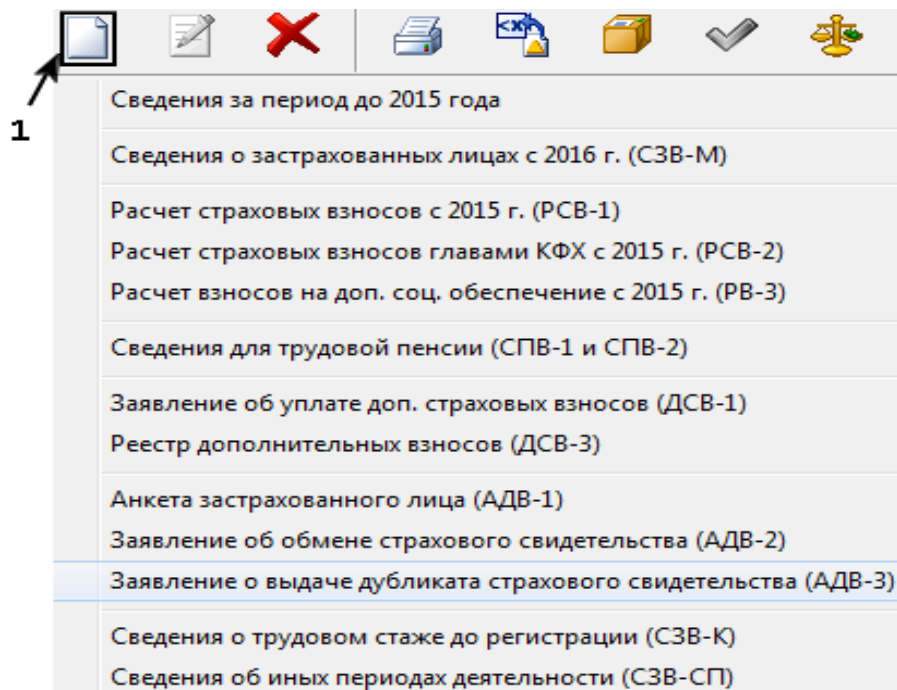 <x>
1
Сведения за период до 2015 года
Сведения о застрахованных лицах с 2016 г. (СЗВ-М)
Расчет страховых взносов с 2015 г. (РСВ-1)
Расчет страховых взносов главами КФХ с 2015 г. (РСВ-2)
Расчет взносов на доп. соц. обеспечение с 2015 г. (РВ-3)
Сведения для трудовой пенсии (СПВ-1 и СПВ-2)
Заявление об уплате доп. страховых взносов (ДСВ-1)
Реестр дополнительных взносов (ДСВ-3)
Анкета застрахованного лица (АДВ-1)
Заявление об обмене страхового свидетельства (АДВ-2)
Заявление о выдаче дубликата страхового свидетельства (АДВ-3)
Сведения о трудовом стаже до регистрации (СЗВ-К)
Сведения об иных периодах деятельности (СЗВ-СП)